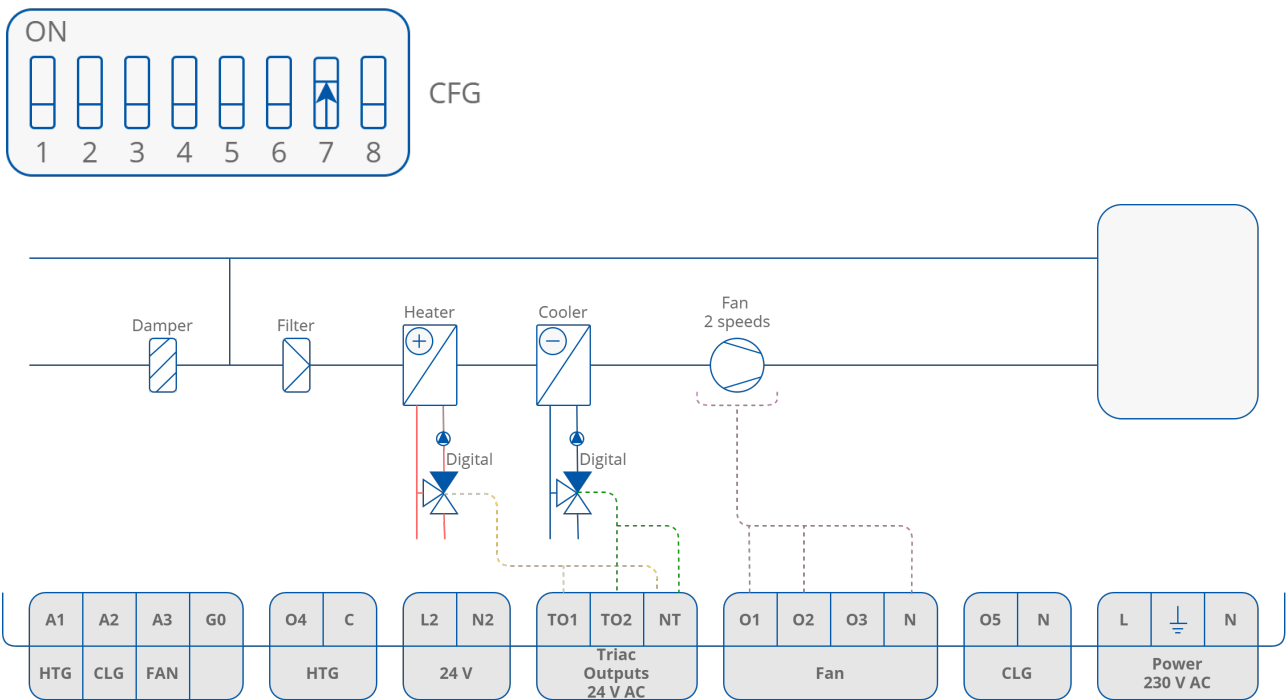 ON
CFG
1 2 3 4 5 6 7 8
Fan
2 speeds
Heater
Cooler
Damper
Filter
Digital
Digital
A1 A2 A3 G0
O4 C
L2 N2
TO1 TO2 NT
O1 O2 O3 N
O5 N
L N
HTG CLG FAN
HTG
24 V
Triac
Outputs
24 V AC
Fan
CLG
Power
230 V AC